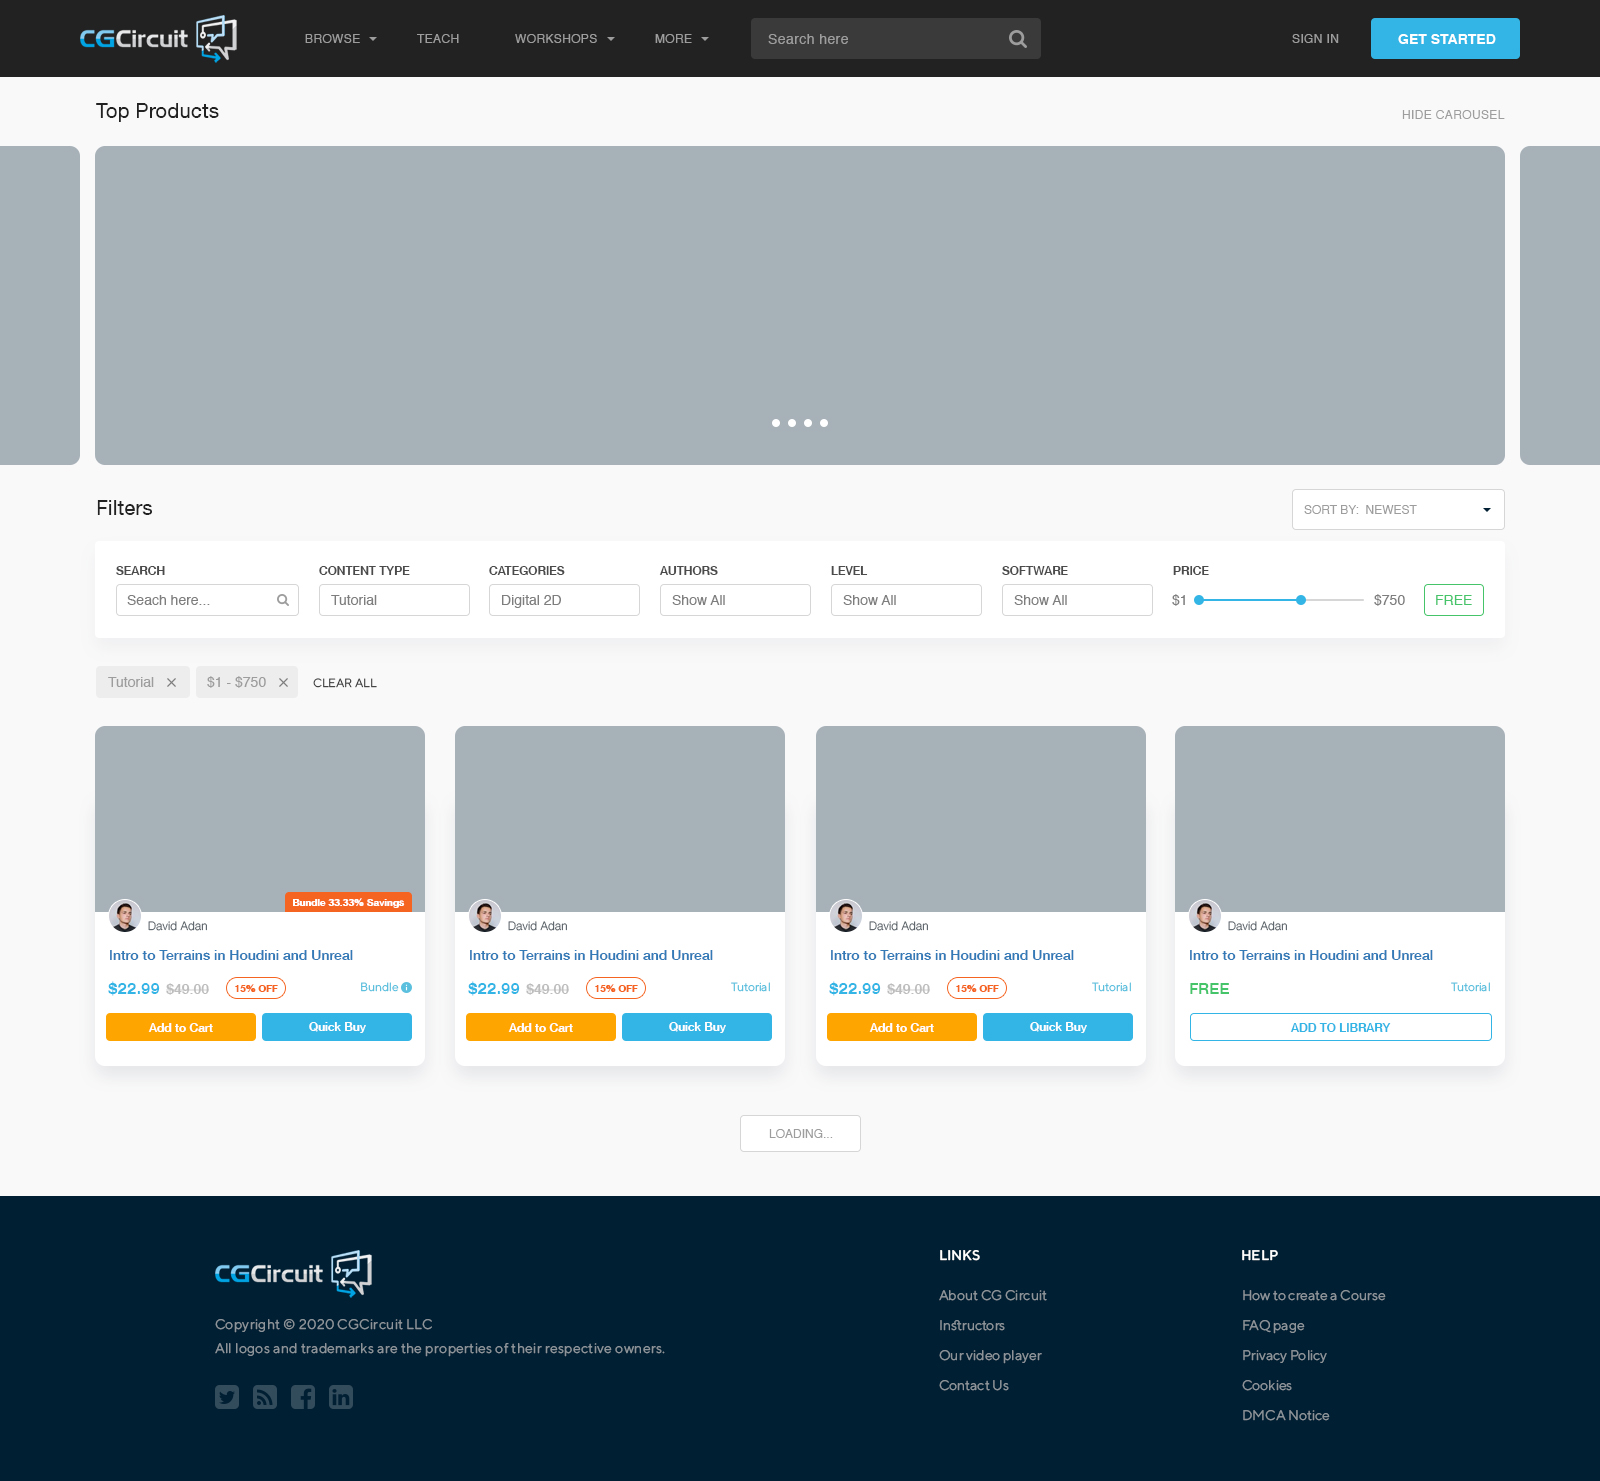 CGCircuit BROWSE TEACH WORKSHOPS MORE Search here SIGN IN GET STARTED
Top Products HIDE CAROUSEL
Filters SORT BY: NEWEST
SEARCH CONTENT TYPE CATEGORIES AUTHORS LEVEL SOFTWARE PRICE
Seach here... Tutorial Digital 2D Show All Show All Show All $1 $750 FREE
Tutorial $1 - $750 CLEAR ALL
Bundle 33.33% Savings
David Adan David Adan David Adan David Adan
Intro to Terrains in Houdini and Unreal Intro to Terrains in Houdini and Unreal Intro to Terrains in Houdini and Unreal Intro to Terrains in Houdini and Unreal
$22.99 $49.00 15% OFF Bundle $22.99 $49.00 15% OFF Tutorial $22.99 $49.00 15% OFF Tutorial FREE Tutorial
Add to Cart Quick Buy Add to Cart Quick Buy Add to Cart Quick Buy ADD TO LIBRARY
LOADING...
CGCircuit
Copyright © 2020 CGCircuit LLC
All logos and trademarks are the properties of their respective owners.
LINKS
About CG Circuit
Instructors
Our video player
Contact Us
HELP
How to create a Course
FAQ page
Privacy Policy
Cookies
DMCA Notice